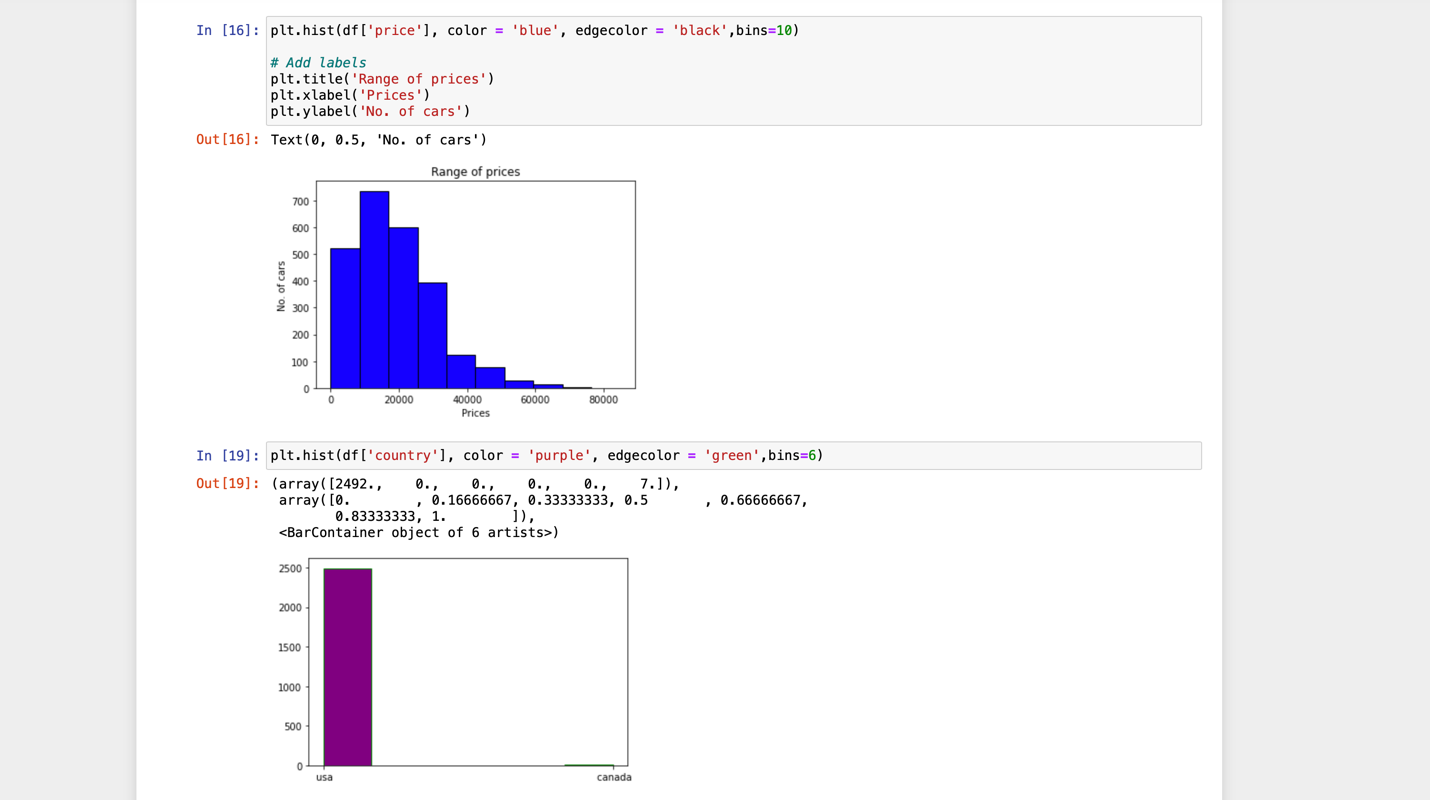 In [16]: plt.hist(df['price'], color = 'blue', edgecolor = 'black',bins=10)
# Add labels
plt.title('Range of prices')
plt.xlabel('Prices')
plt.ylabel('No. of cars')
Out[16]: Text(0, 0.5, 'No. of cars')
Range of prices
700
600
500
400
300
200
100
0
No. of cars
0 20000 40000 60000 80000
Prices
In [19]: plt.hist(df['country'], color = 'purple', edgecolor = 'green',bins=6)
Out[19]: (array([2492., 0., 0., 0., 0., 7.]),
array([0. , 0.16666667, 0.33333333, 0.5 , 0.66666667,
0.83333333, 1. ]),
<BarContainer object of 6 artists>)
2500
2000
1500
1000
500
0
usa canada